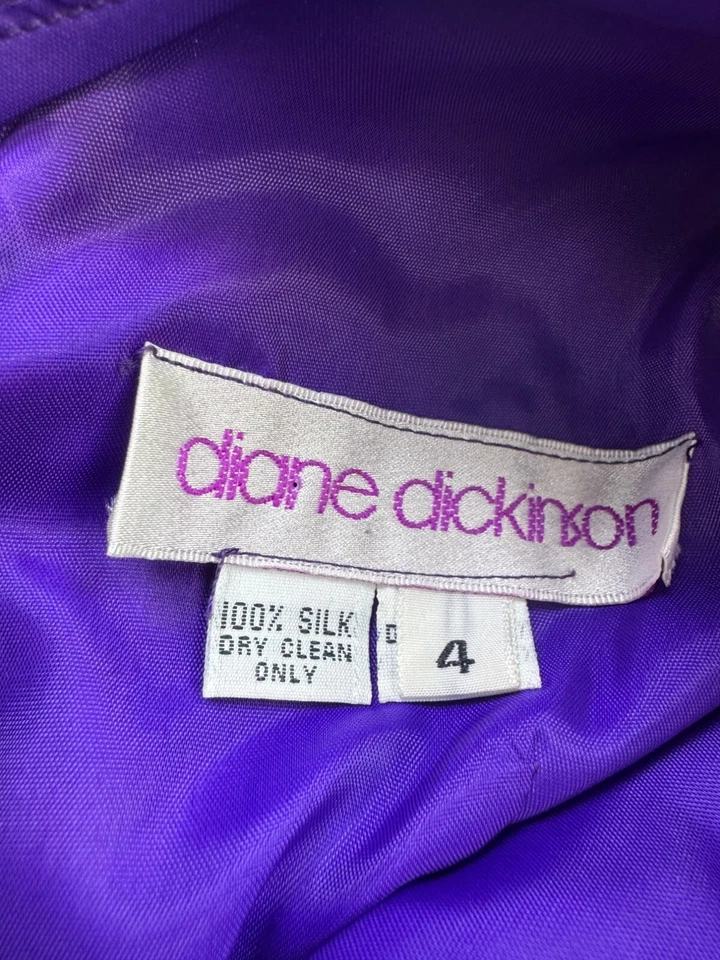 diane dickinson
100% SILK
DRY CLEAN
ONLY
D
4